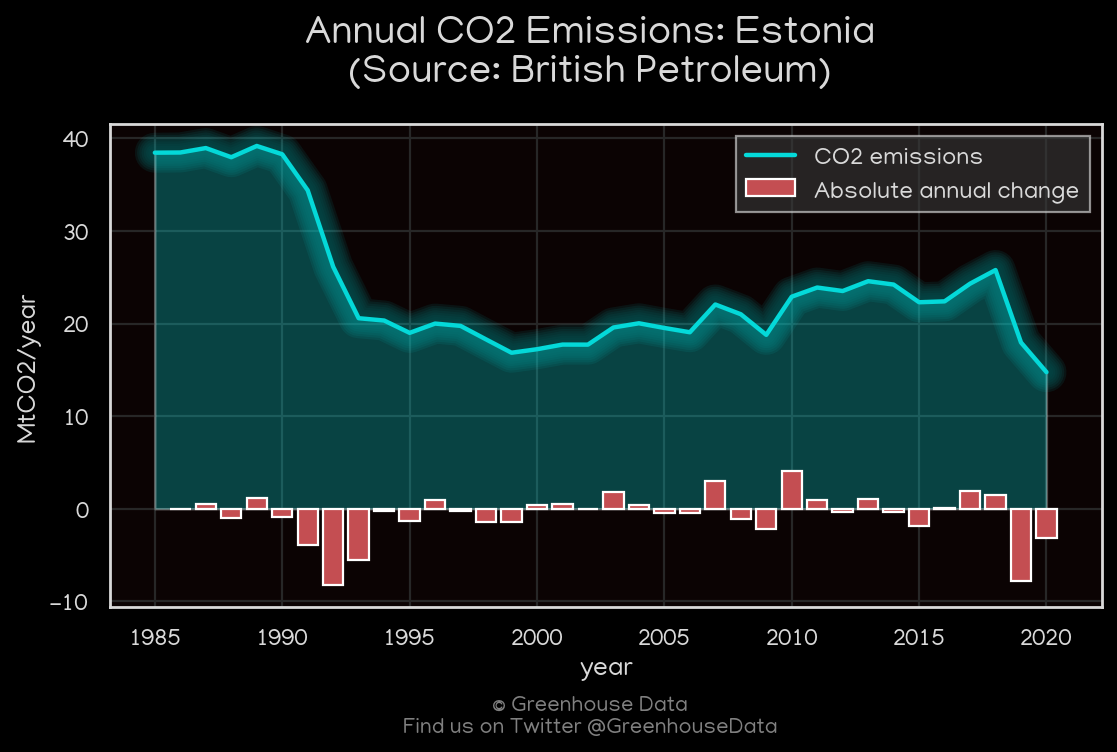 Annual CO2 Emissions: Estonia
(Source: British Petroleum)
40
30
20
10
0
−10
MtCO2/year
CO2 emissions
Absolute annual change
1985 1990 1995 2000 2005 2010 2015 2020
year
© Greenhouse Data
Find us on Twitter @GreenhouseData